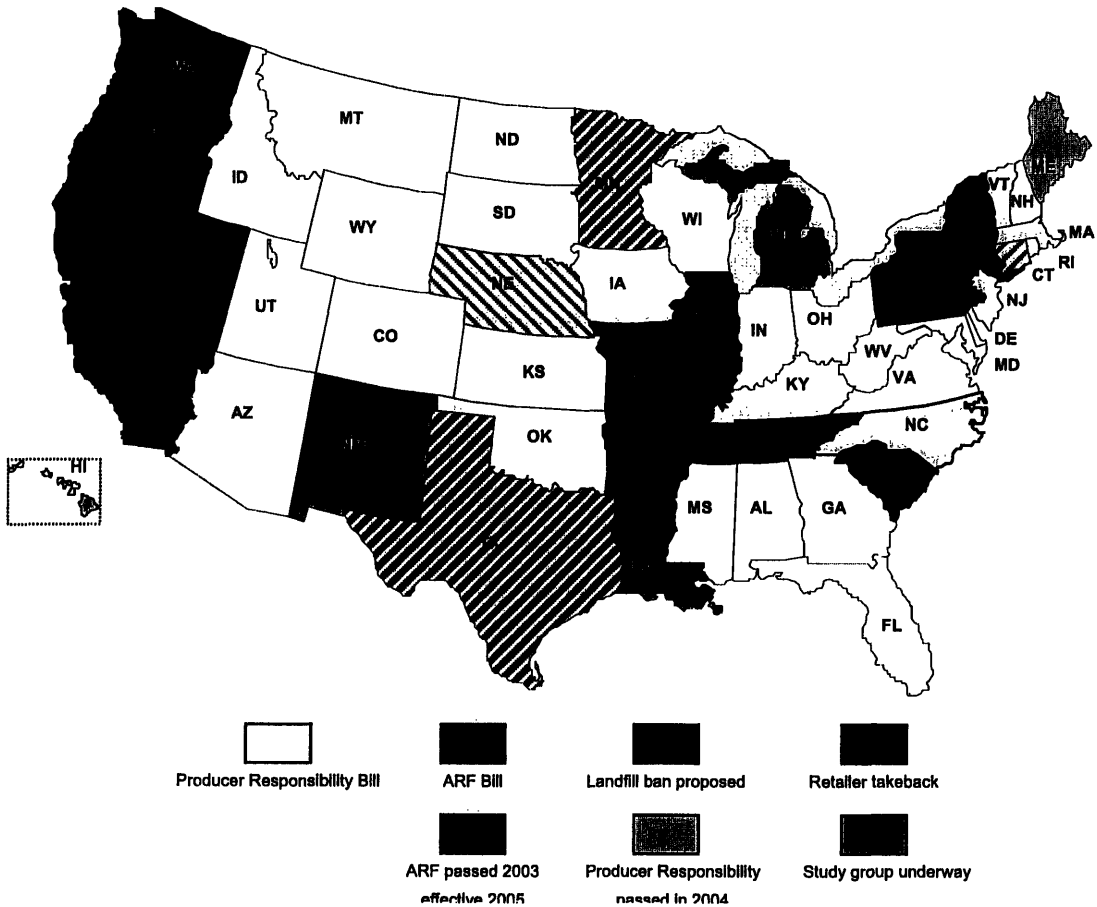 MT
ND
ID
SD
WY
WI
NE
IA
UT
CO
KS
AZ
OK
IN
OH
WV
VA
KY
NC
MS
AL
GA
FL
HI
ME
VT
NH
MA
RI
CT
NJ
DE
MD
Producer Responsibility Bill
ARF Bill
Landfill ban proposed
Retailer takeback
ARF passed 2003
effective 2005
Producer Responsibility
passed in 2004
Study group underway